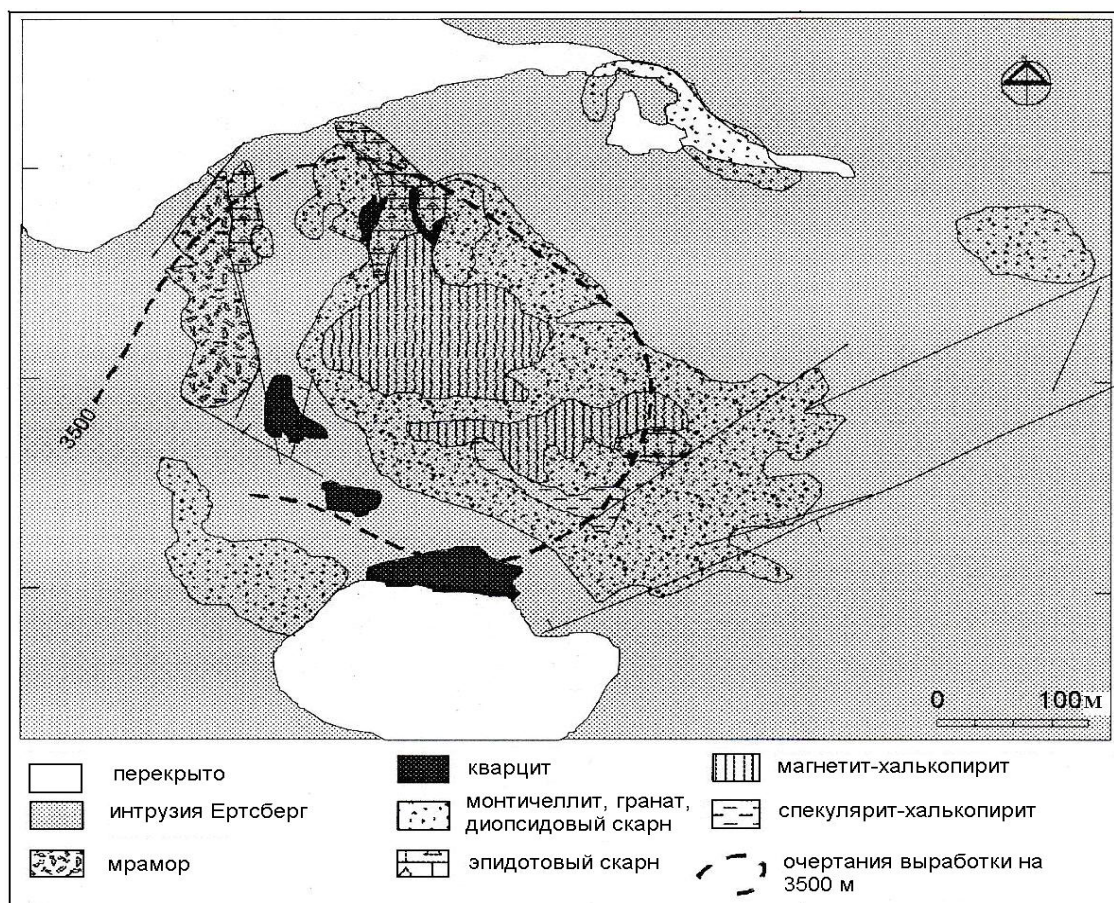 3500
0 100м
перекрыто
интрузия Ертсберг
мрамор
кварцит
монтичеллит, гранат,
диопсидовый скарн
эпидотовый скарн
магнетит-халькопирит
спекулярит-халькопирит
очертания выработки на
3500 м